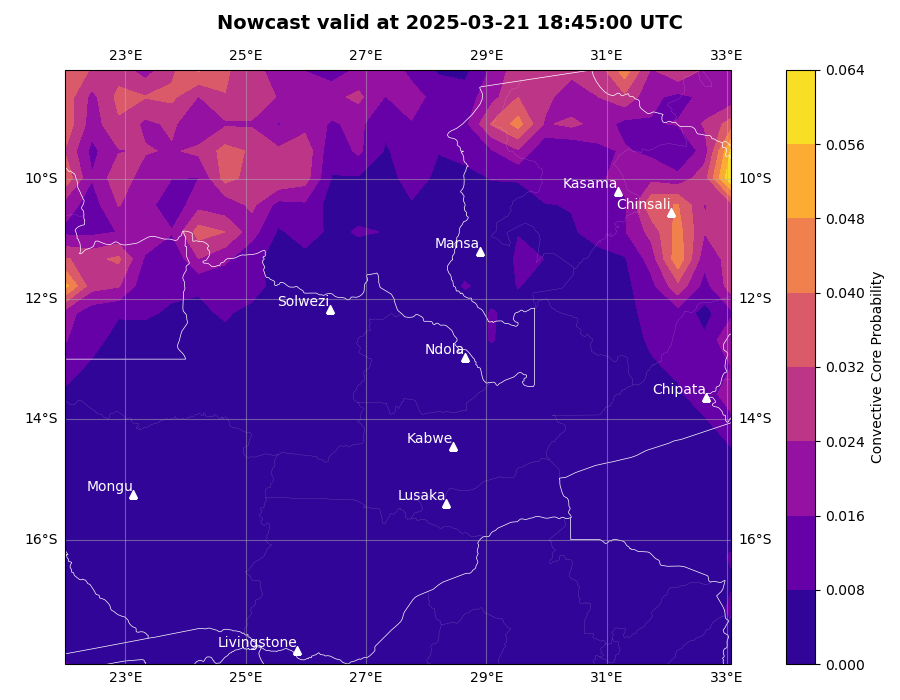 Nowcast valid at 2025-03-21 18:45:00 UTC
23°E 25°E 27°E 29°E 31°E 33°E
0.064
0.056
10°S 10°S
Kasama
Chinsali
0.048
Mansa
0.040
12°S 12°S
Solwezi
Ndola
0.032
Chipata
14°S 14°S
Kabwe
0.024
Mongu
Lusaka
0.016
16°S 16°S
0.008
Livingstone
0.000
23°E 25°E 27°E 29°E 31°E 33°E
Convective Core Probability